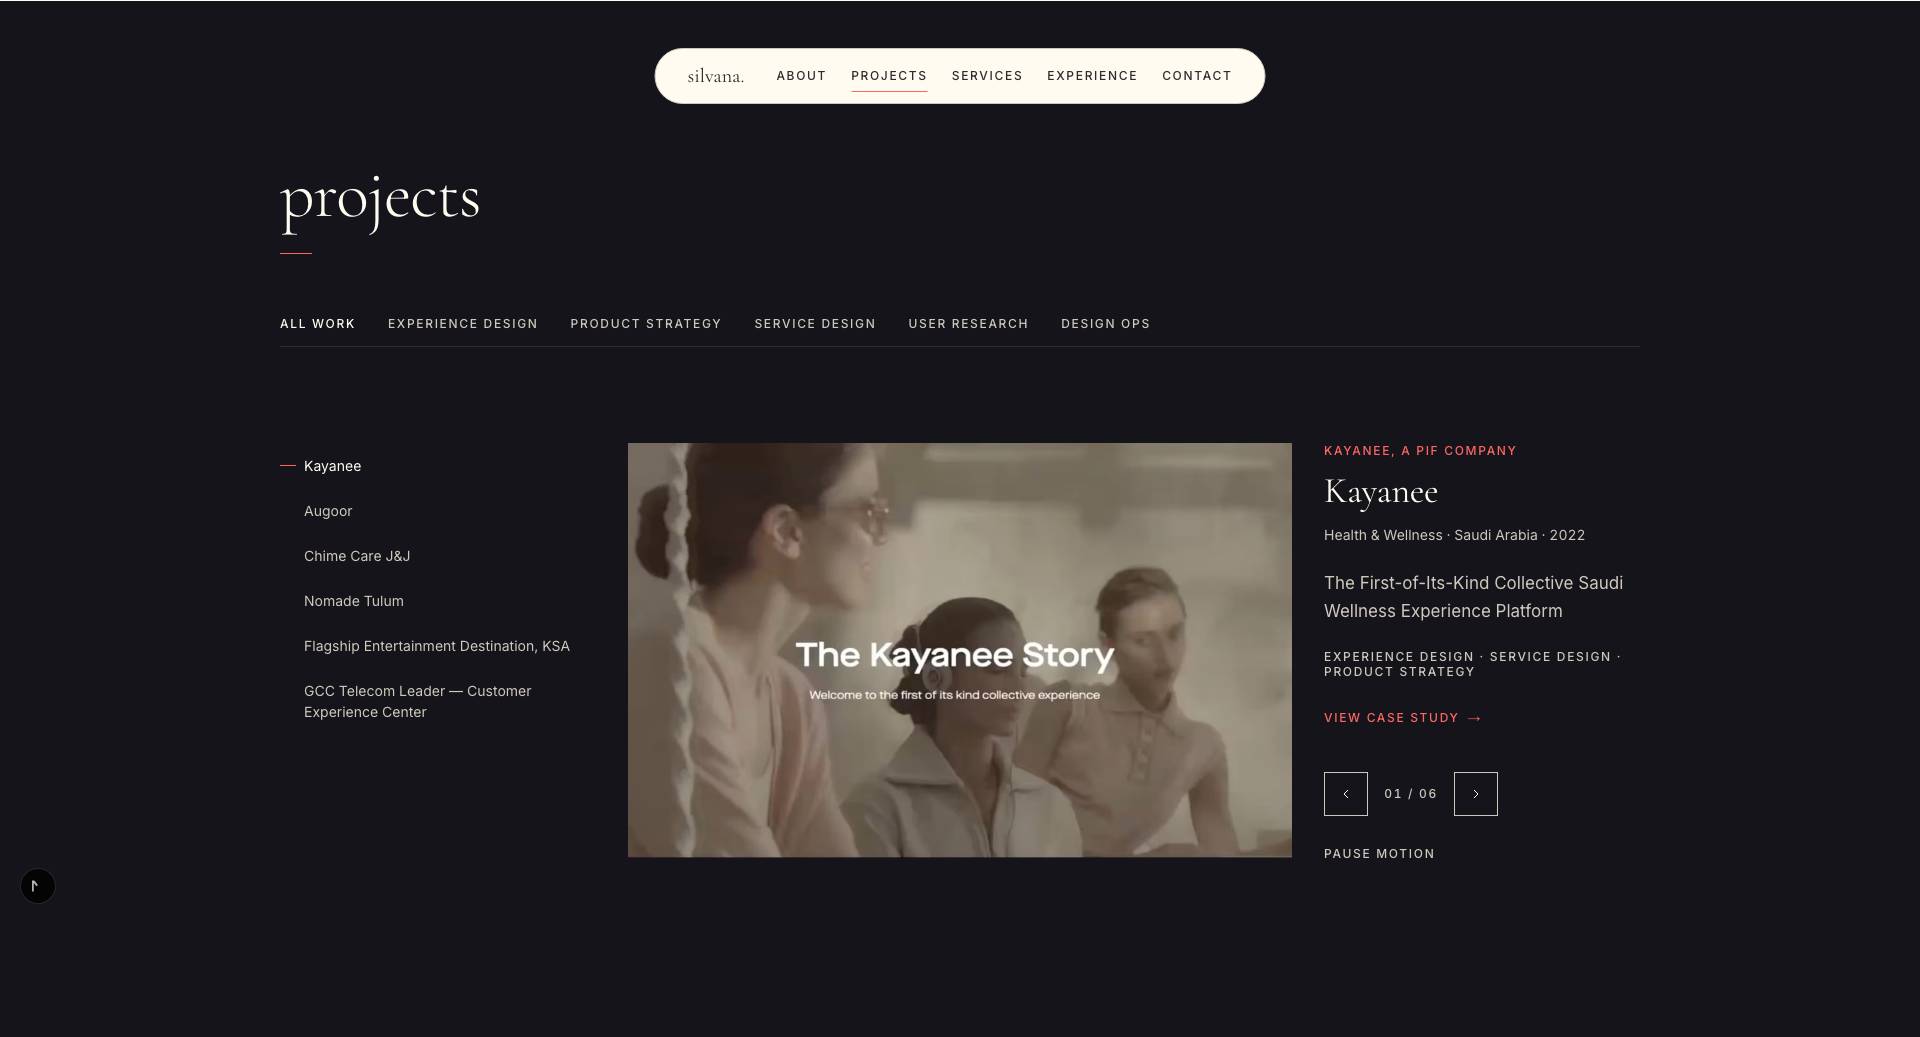 silvana. ABOUT PROJECTS SERVICES EXPERIENCE CONTACT
projects
ALL WORK EXPERIENCE DESIGN PRODUCT STRATEGY SERVICE DESIGN USER RESEARCH DESIGN OPS
Kayanee
Augoor
Chime Care J&J
Nomade Tulum
Flagship Entertainment Destination, KSA
GCC Telecom Leader — Customer
Experience Center
The Kayanee Story
Welcome to the first of its kind collective experience
KAYANEE, A PIF COMPANY
Kayanee
Health & Wellness · Saudi Arabia · 2022
The First-of-Its-Kind Collective Saudi
Wellness Experience Platform
EXPERIENCE DESIGN · SERVICE DESIGN ·
PRODUCT STRATEGY
VIEW CASE STUDY →
01 / 06
PAUSE MOTION